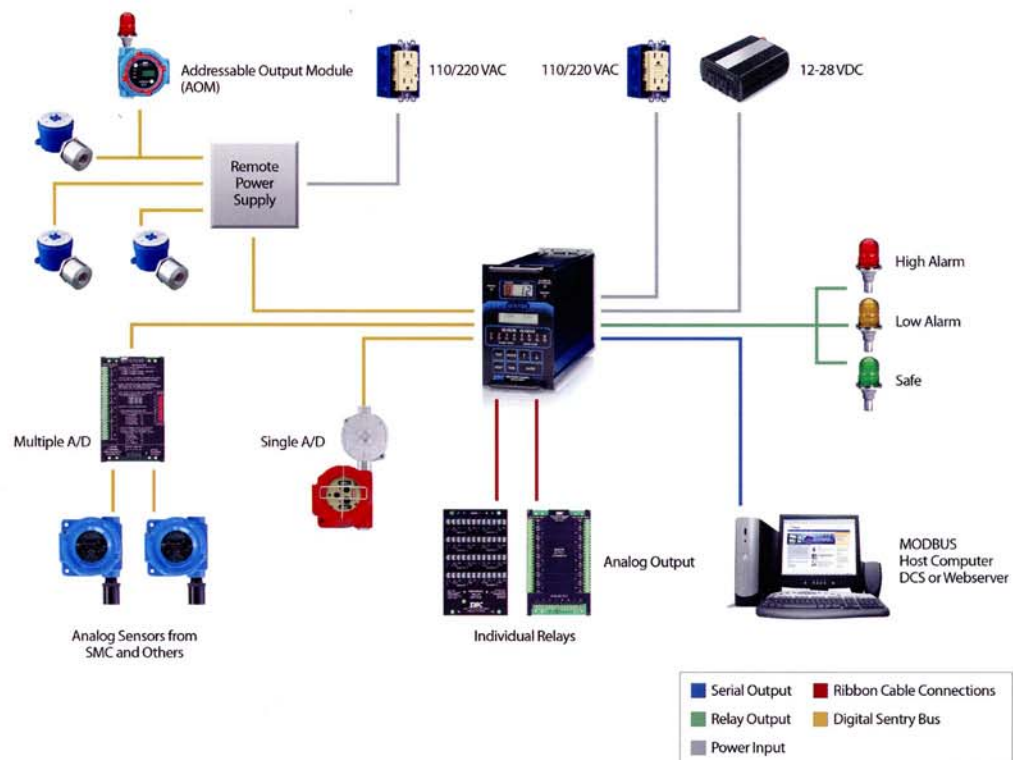 Addressable Output Module
(AOM)
110/220 VAC
110/220 VAC
12-28 VDC
Remote
Power
Supply
High Alarm
Low Alarm
Safe
Multiple A/D
Single A/D
Analog Output
MODBUS
Host Computer
DCS or Webserver
Analog Sensors from
SMC and Others
Individual Relays
Serial Output
Ribbon Cable Connections
Relay Output
Digital Sentry Bus
Power Input